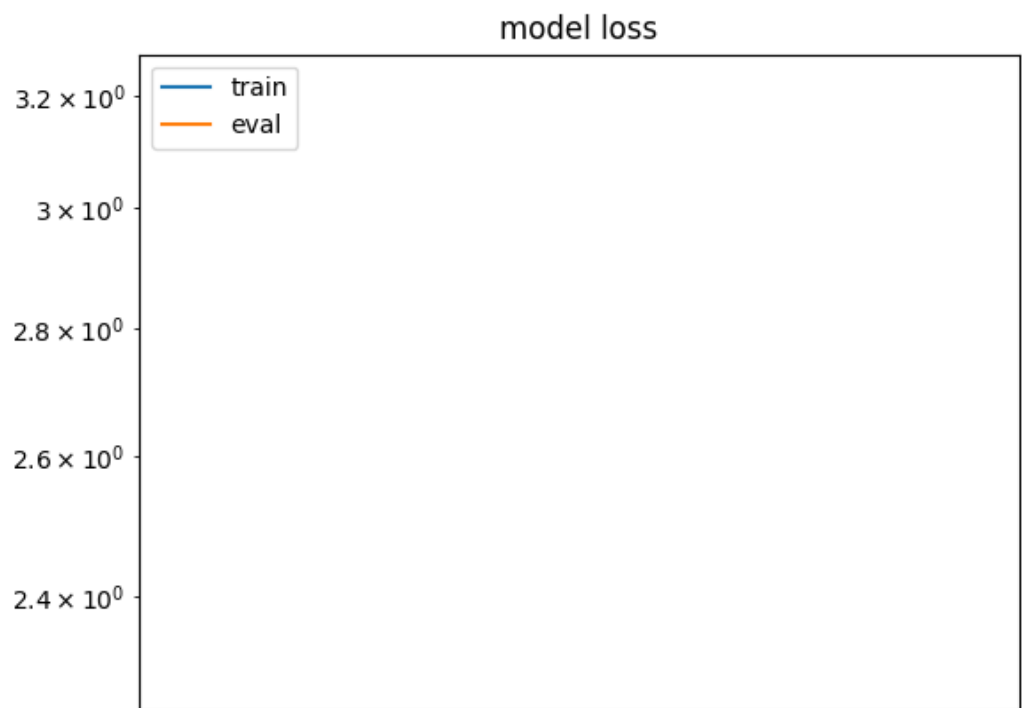 model loss
train
eval
3.2 × 10⁰
3 × 10⁰
2.8 × 10⁰
2.6 × 10⁰
2.4 × 10⁰